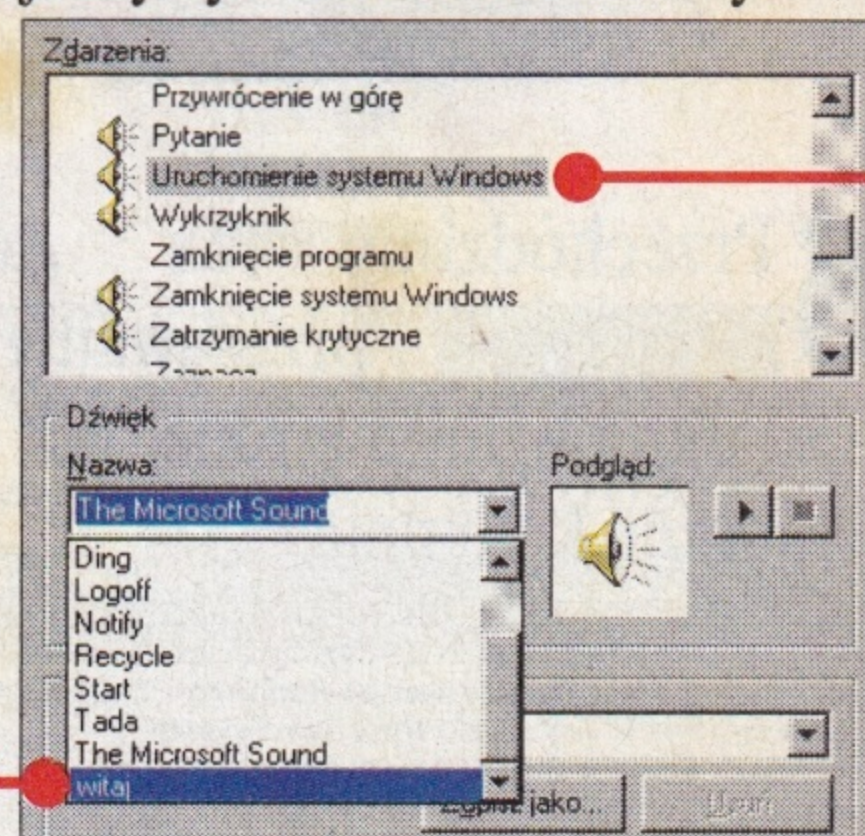 Zdarzenia:
Przywrócenie w górę
Pytanie
Uruchomienie systemu Windows
Wykrzyknik
Zamknięcie programu
Zamknięcie systemu Windows
Zatrzymanie krytyczne
Dźwięk
Nazwa:
Podgląd:
The Microsoft Sound
Ding
Logoff
Notify
Recycle
Start
Tada
The Microsoft Sound
witaj
jako...
Usuń